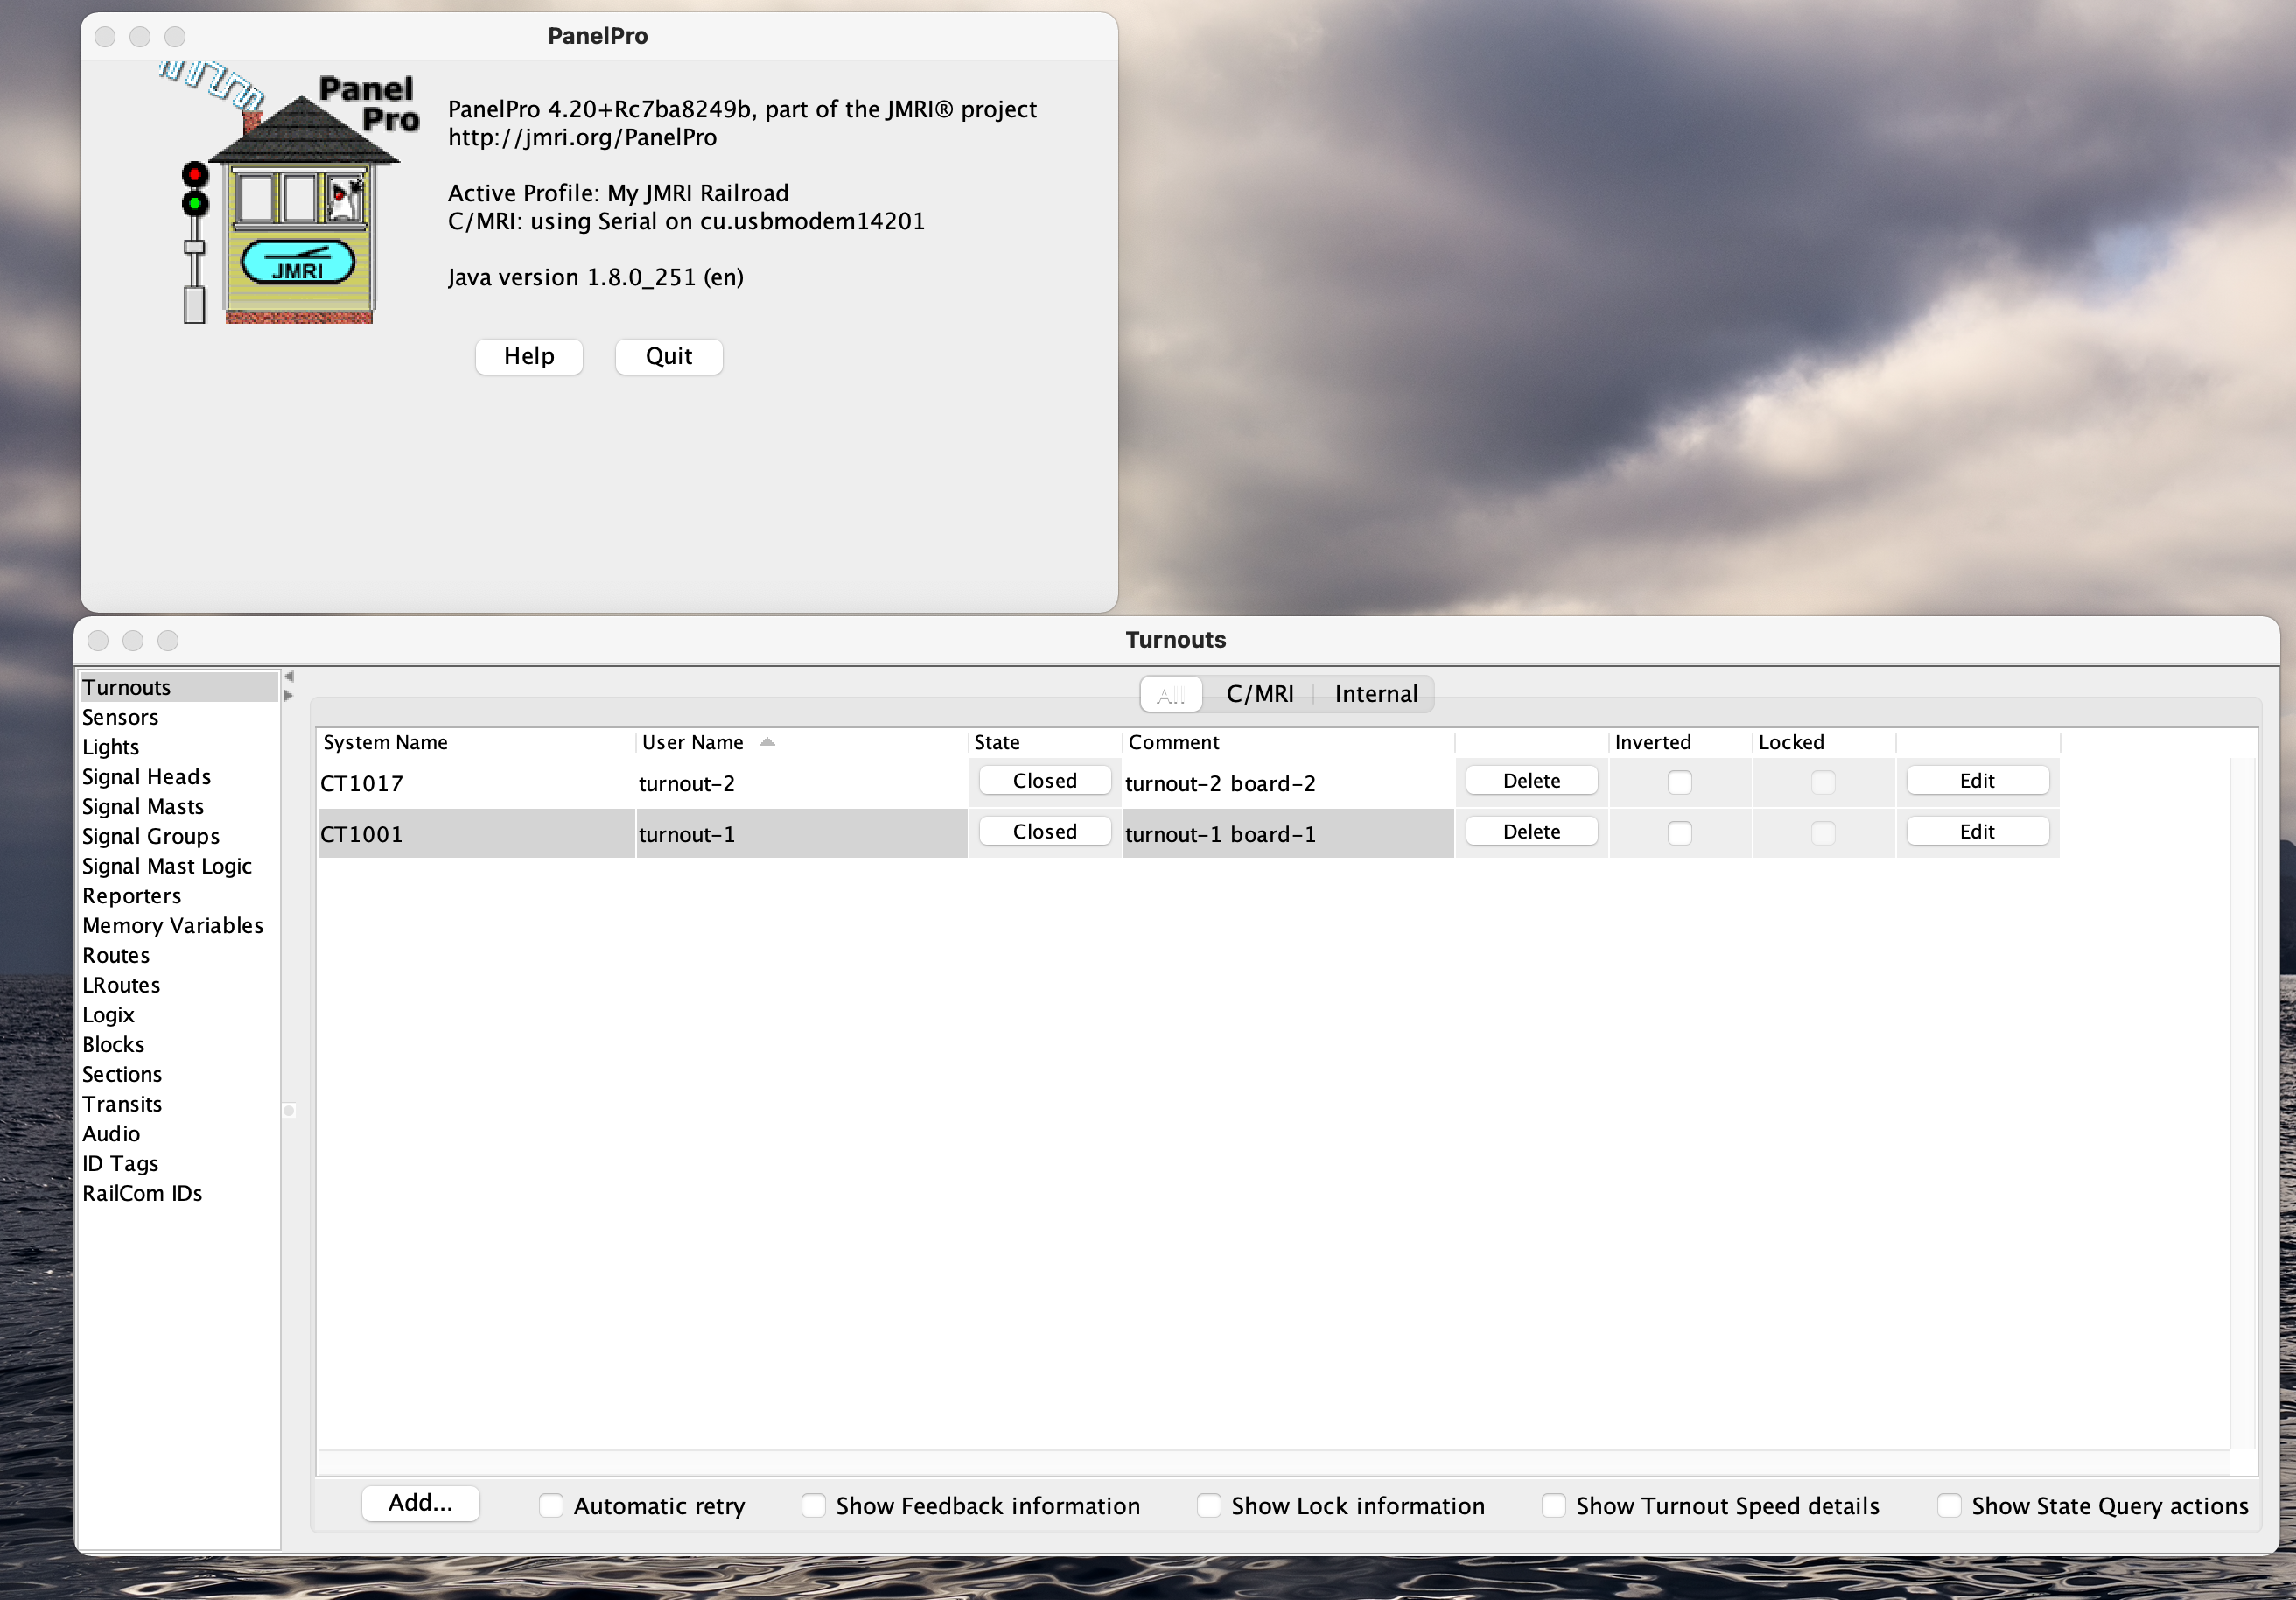 PanelPro
Panel
Pro
JMRI
PanelPro 4.20+Rc7ba8249b, part of the JMRI® project
http://jmri.org/PanelPro
Active Profile: My JMRI Railroad
C/MRI: using Serial on cu.usbmodem14201
Java version 1.8.0_251 (en)
Help Quit
Turnouts
Turnouts
Sensors
Lights
Signal Heads
Signal Masts
Signal Groups
Signal Mast Logic
Reporters
Memory Variables
Routes
LRoutes
Logix
Blocks
Sections
Transits
Audio
ID Tags
RailCom IDs
All C/MRI Internal
System Name User Name State Comment Inverted Locked
CT1017 turnout-2 Closed turnout-2 board-2 Delete Edit
CT1001 turnout-1 Closed turnout-1 board-1 Delete Edit
Add... Automatic retry Show Feedback information Show Lock information Show Turnout Speed details Show State Query actions